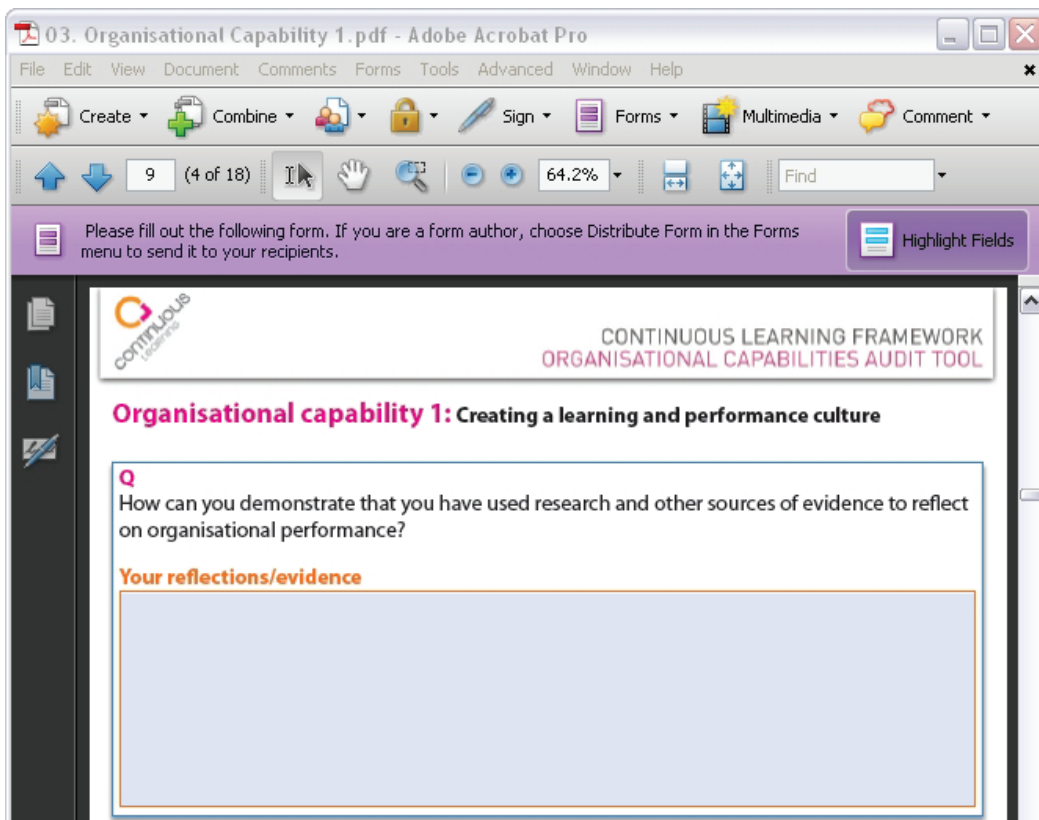 03. Organisational Capability 1.pdf - Adobe Acrobat Pro
File Edit View Document Comments Forms Tools Advanced Window Help
Create Combine Sign Forms Multimedia Comment
9 (4 of 18) 64.2% Find
Please fill out the following form. If you are a form author, choose Distribute Form in the Forms
menu to send it to your recipients.
Highlight Fields
continuous
Learning
CONTINUOUS LEARNING FRAMEWORK
ORGANISATIONAL CAPABILITIES AUDIT TOOL
Organisational capability 1: Creating a learning and performance culture
Q
How can you demonstrate that you have used research and other sources of evidence to reflect
on organisational performance?
Your reflections/evidence